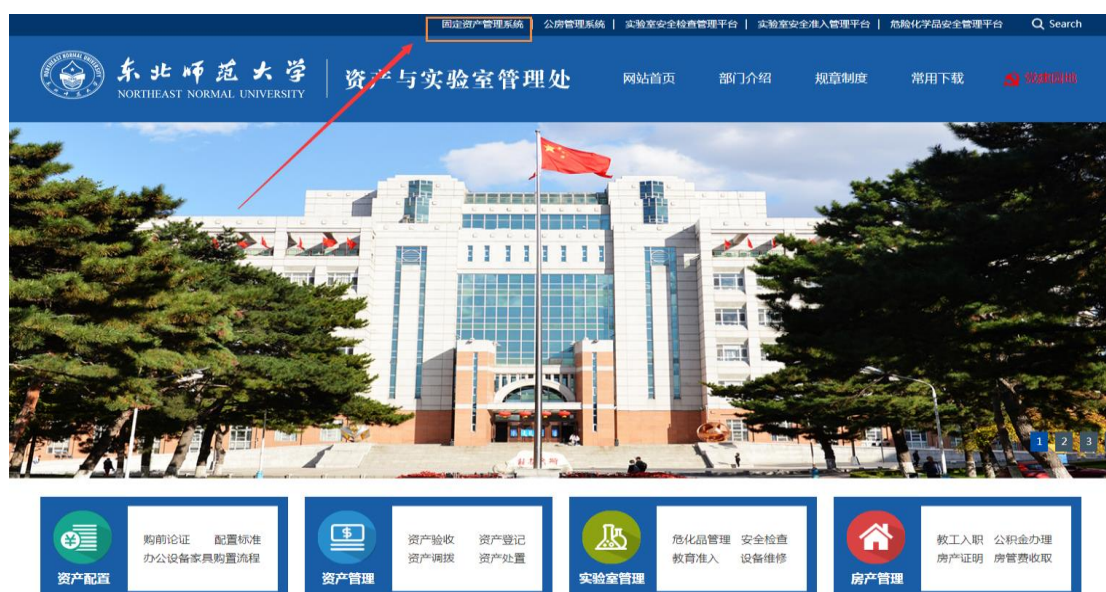 固定资产管理系统 | 公房管理系统 | 实验室安全检查管理平台 | 实验室安全准入管理平台 | 危险化学品安全管理平台 Search
东北师范大学
NORTHEAST NORMAL UNIVERSITY
资产与实验室管理处
网站首页 部门介绍 规章制度 常用下载 党建园地
1 2 3
购前论证 配置标准
办公设备家具购置流程
资产配置
资产验收 资产登记
资产调拨 资产处置
资产管理
危化品管理 安全检查
教育准入 设备维修
实验室管理
教工入职 公积金办理
房产证明 房管费收取
房产管理